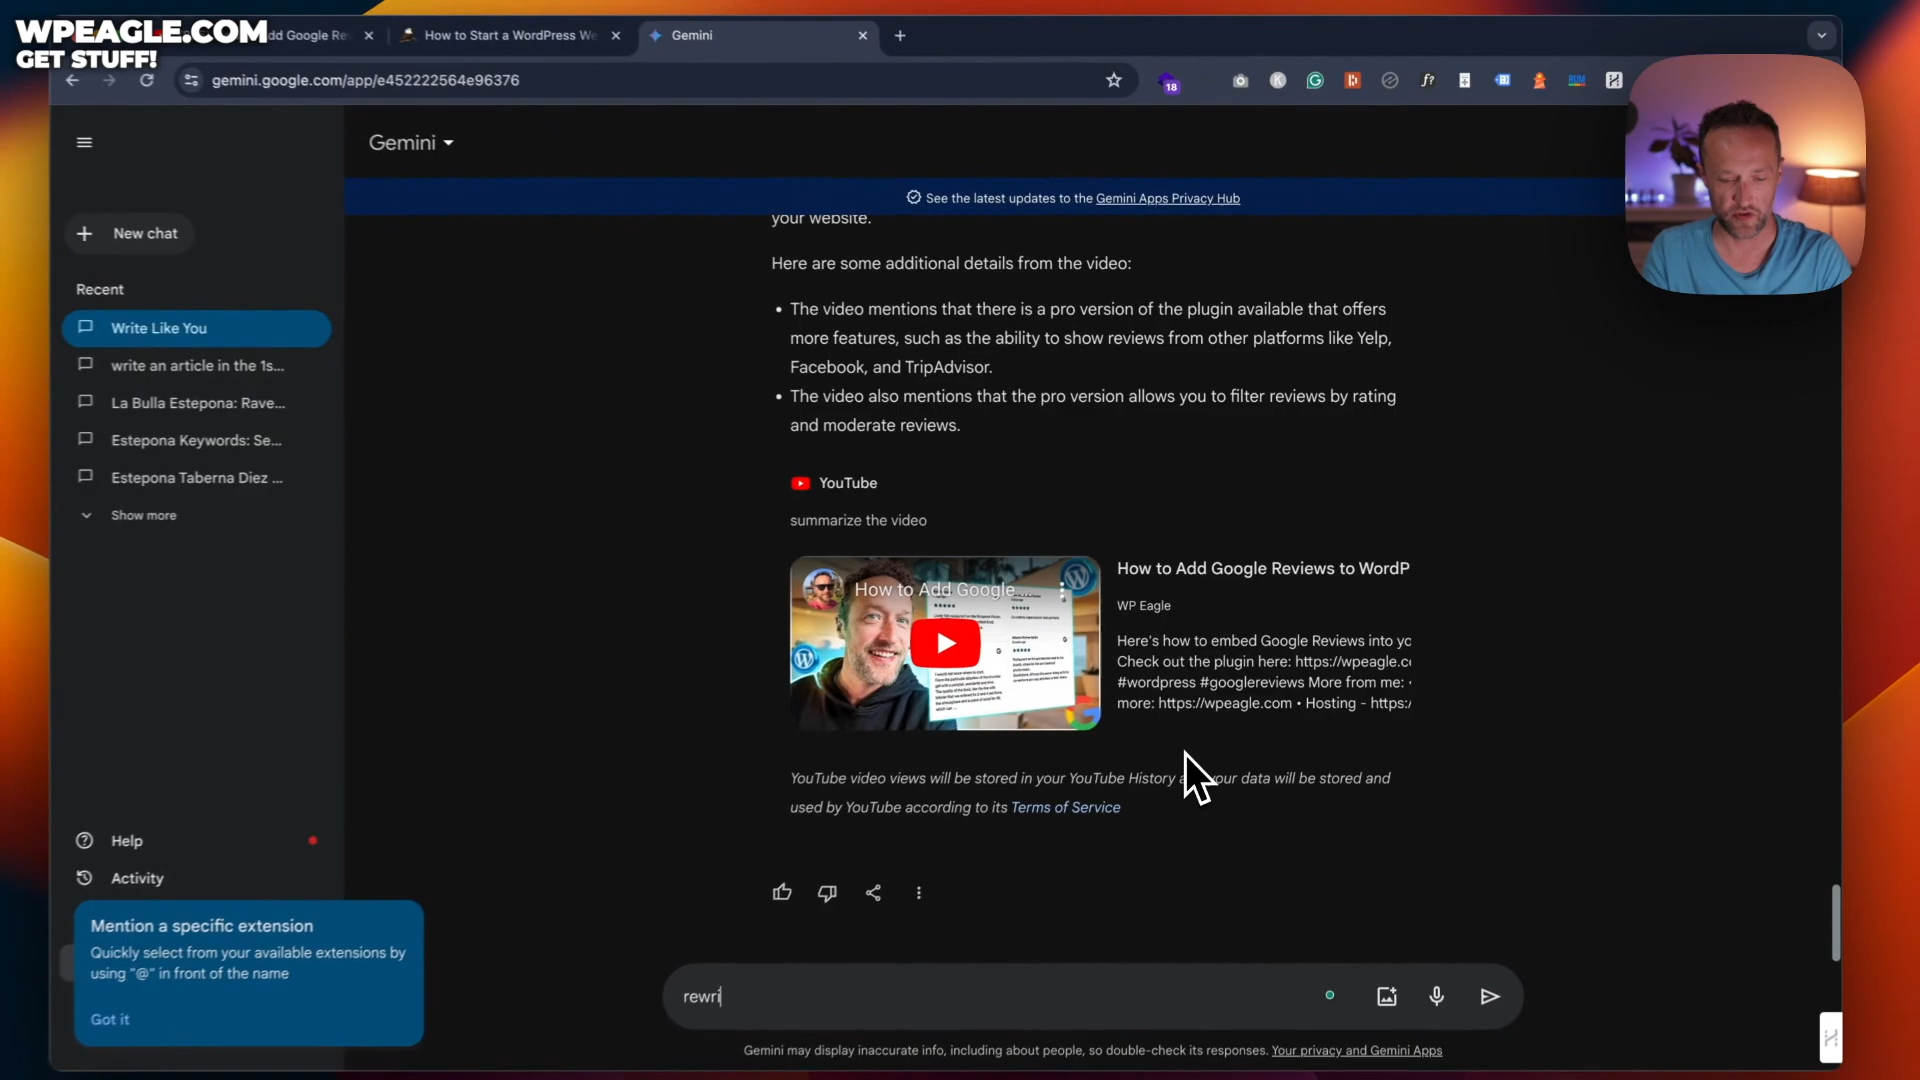 WPEAGLE.COM
GET STUFF!
dd Google Re
How to Start a WordPress We
Gemini
gemini.google.com/app/e452222564e96376
18
Gemini
See the latest updates to the Gemini Apps Privacy Hub
New chat
Recent
Write Like You
write an article in the 1s...
La Bulla Estepona: Rave...
Estepona Keywords: Se...
Estepona Taberna Diez ...
Show more
Help
Activity
Mention a specific extension
Quickly select from your available extensions by
using "@" in front of the name
Got it
your website.
Here are some additional details from the video:
• The video mentions that there is a pro version of the plugin available that offers
more features, such as the ability to show reviews from other platforms like Yelp,
Facebook, and TripAdvisor.
• The video also mentions that the pro version allows you to filter reviews by rating
and moderate reviews.
YouTube
summarize the video
How to Add Google ...
How to Add Google Reviews to WordP
WP Eagle
Here's how to embed Google Reviews into yo
Check out the plugin here: https://wpeagle.co
#wordpress #googlereviews More from me: •
more: https://wpeagle.com • Hosting - https:/
YouTube video views will be stored in your YouTube History a your data will be stored and
used by YouTube according to its Terms of Service
rewri
Gemini may display inaccurate info, including about people, so double-check its responses. Your privacy and Gemini Apps